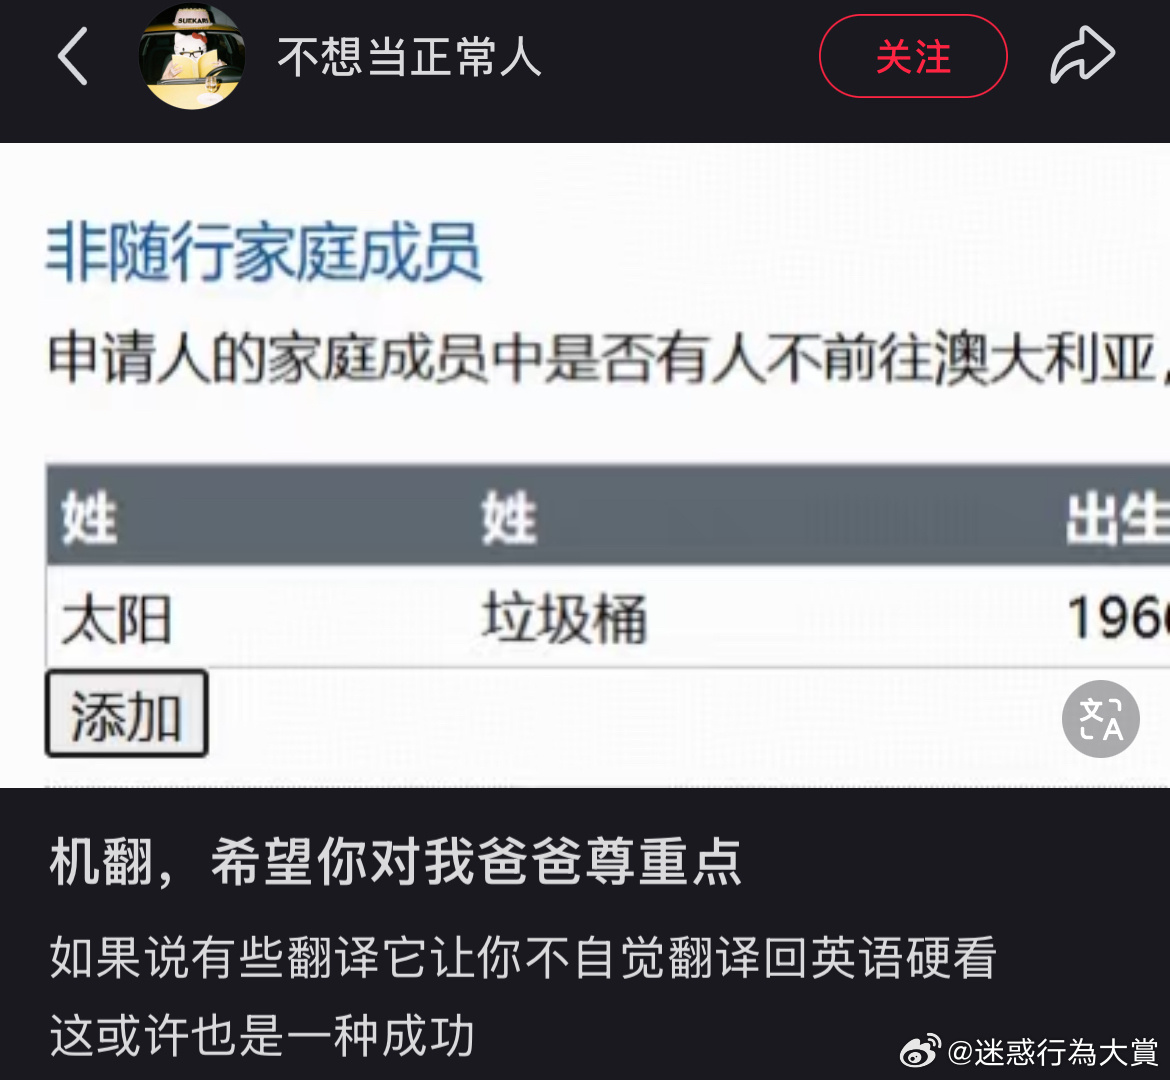 SUEKARI
不想当正常人
关注
非随行家庭成员
申请人的家庭成员中是否有人不前往澳大利亚，
姓 姓 出生
太阳 垃圾桶 196
添加
文A
机翻，希望你对我爸爸尊重点
如果说有些翻译它让你不自觉翻译回英语硬看
这或许也是一种成功
@迷惑行為大賞